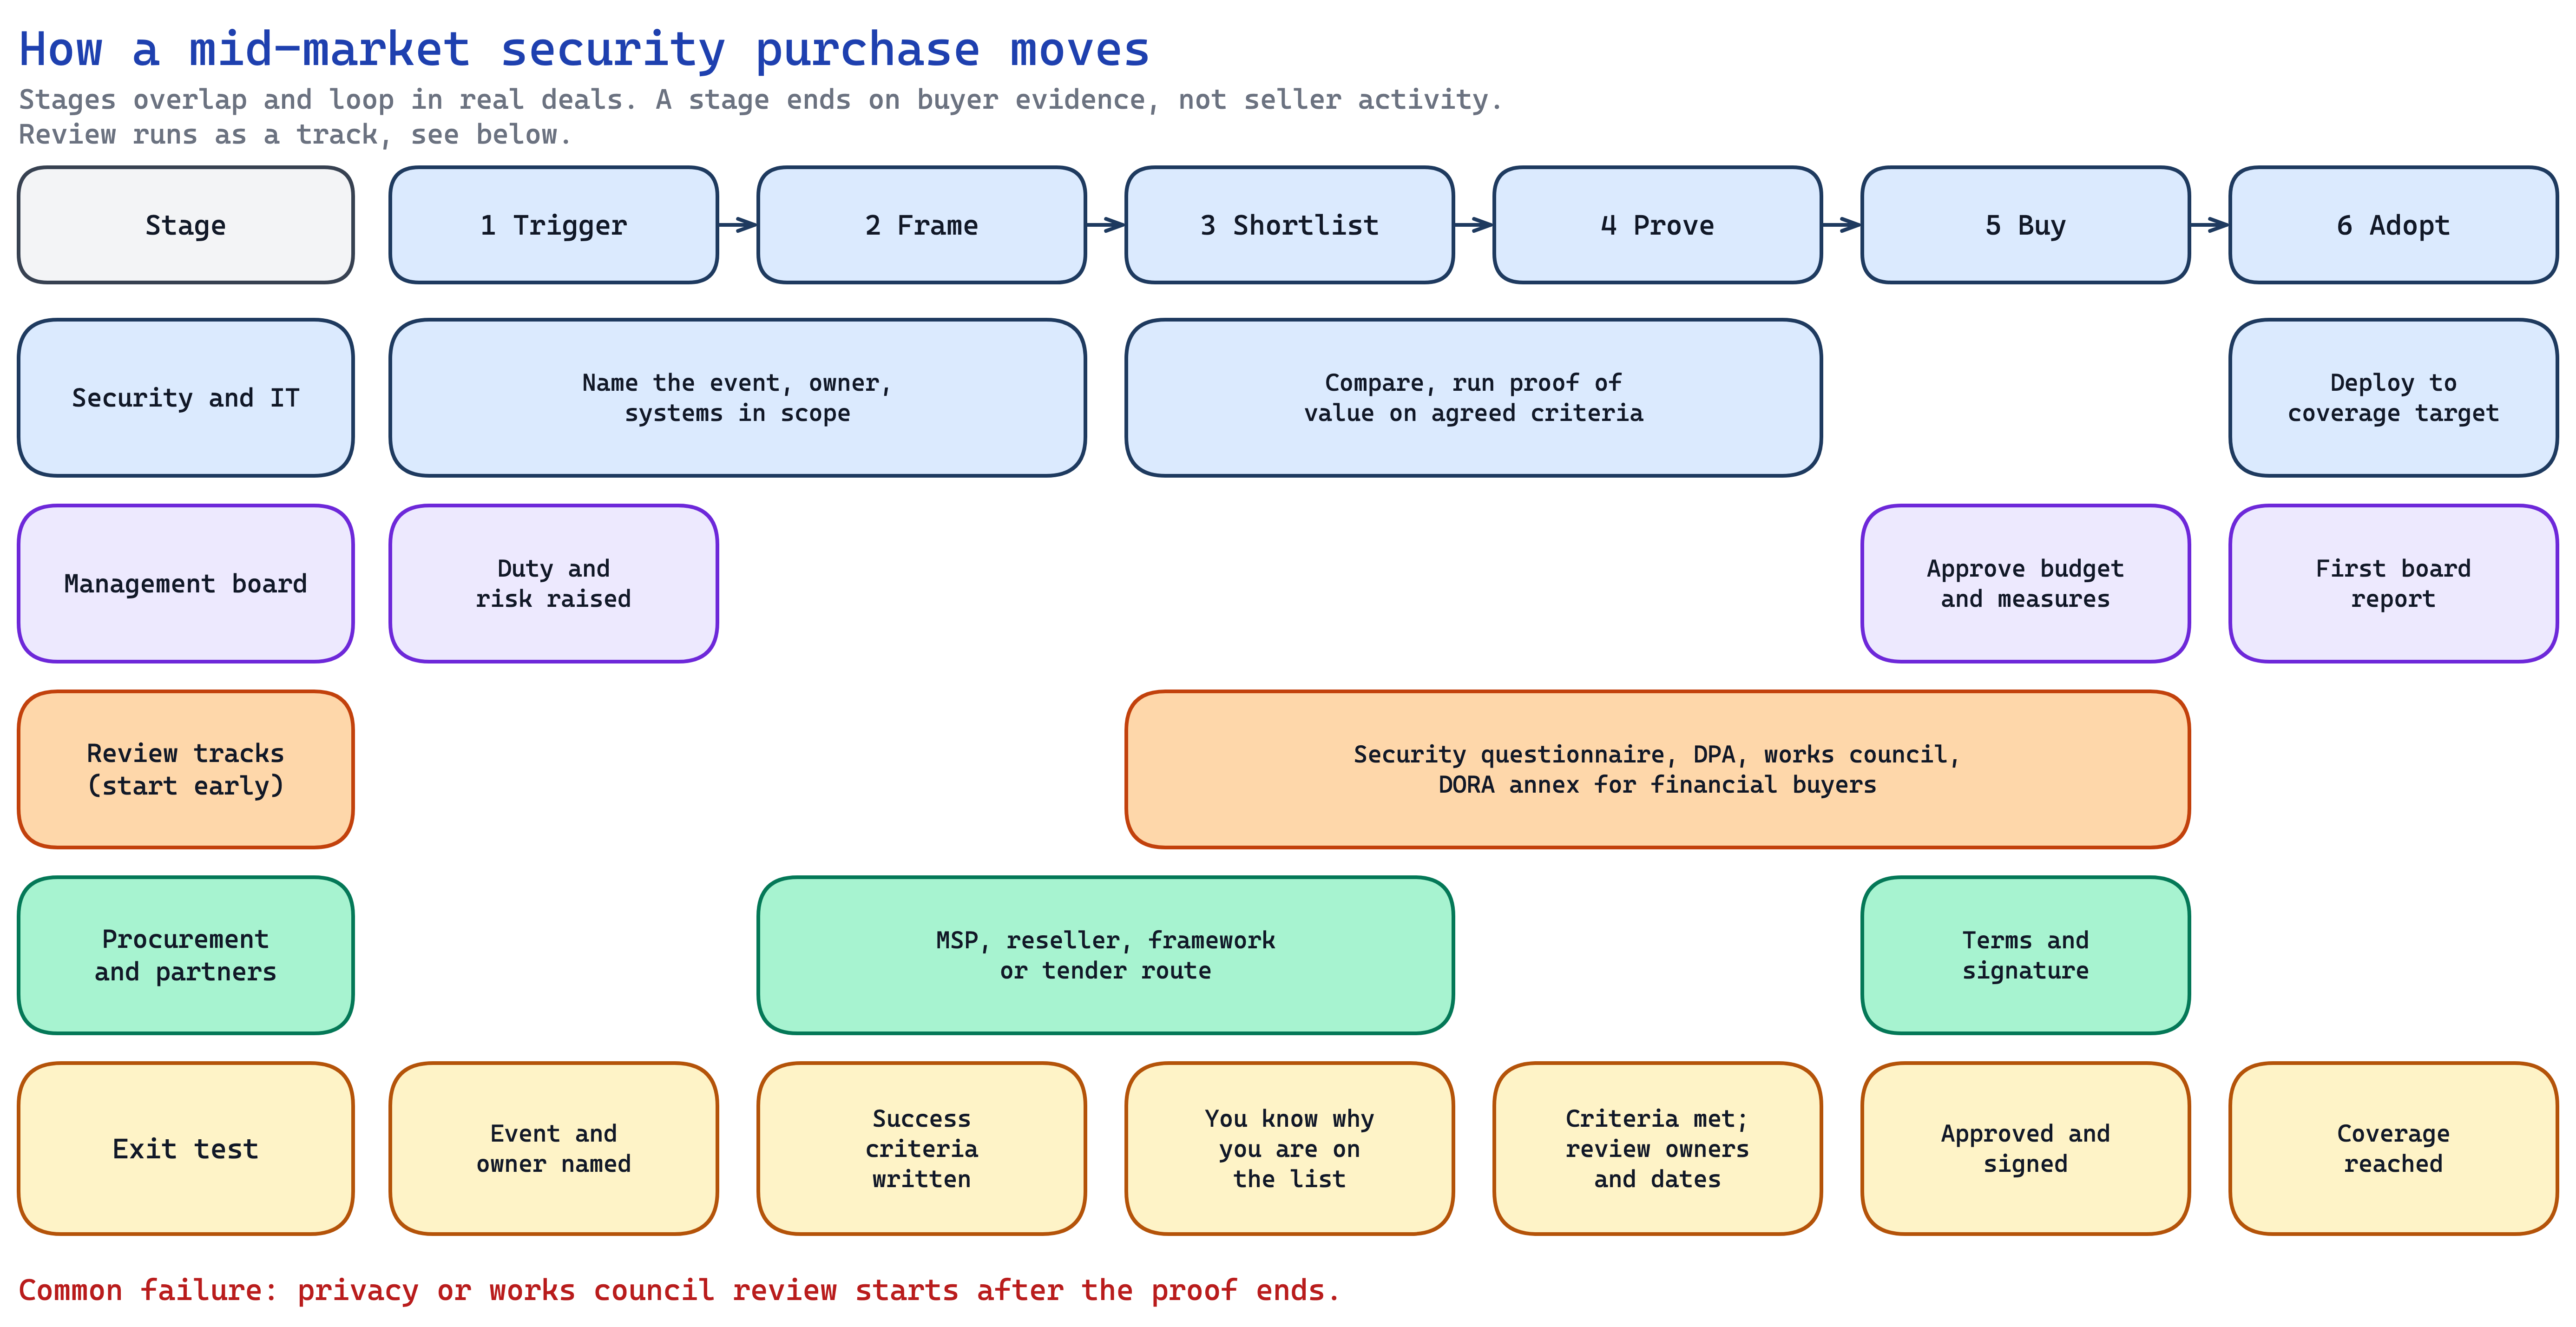 How a mid-market security purchase moves
Stages overlap and loop in real deals. A stage ends on buyer evidence, not seller activity.
Review runs as a track, see below.
Stage
1 Trigger
2 Frame
3 Shortlist
4 Prove
5 Buy
6 Adopt
Security and IT
Name the event, owner,
systems in scope
Compare, run proof of
value on agreed criteria
Deploy to
coverage target
Management board
Duty and
risk raised
Approve budget
and measures
First board
report
Review tracks
(start early)
Security questionnaire, DPA, works council,
DORA annex for financial buyers
Procurement
and partners
MSP, reseller, framework
or tender route
Terms and
signature
Exit test
Event and
owner named
Success
criteria
written
You know why
you are on
the list
Criteria met;
review owners
and dates
Approved and
signed
Coverage
reached
Common failure: privacy or works council review starts after the proof ends.